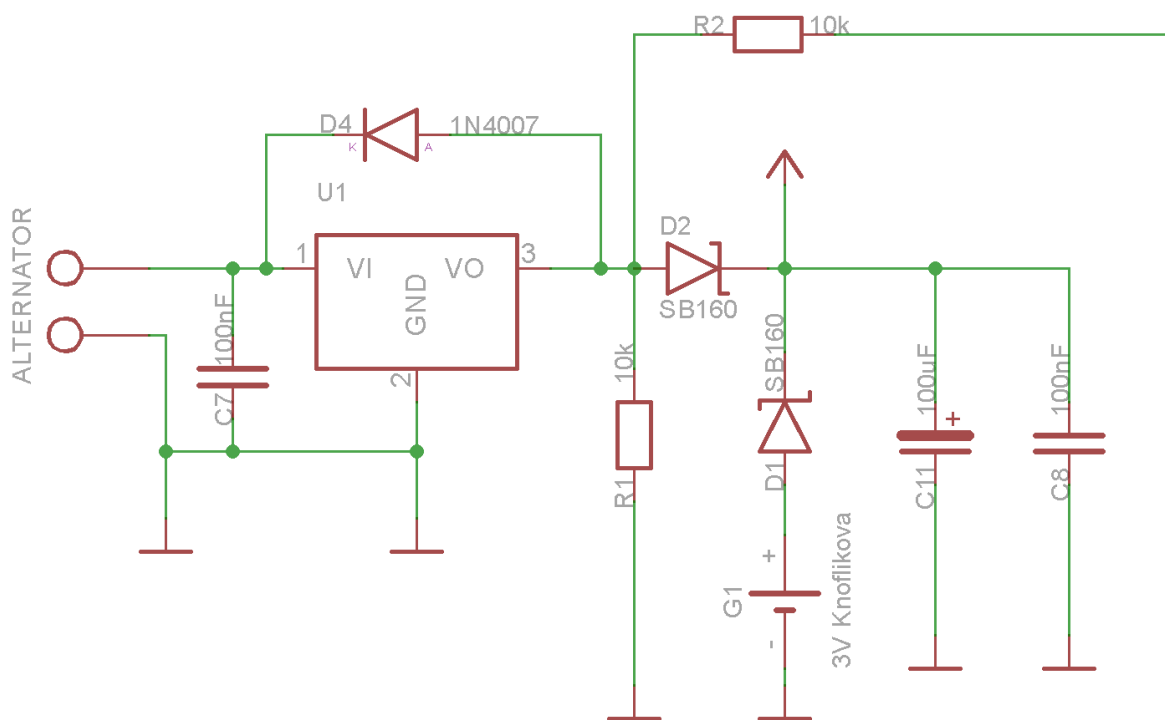 R2
10k
D4
1N4007
K
A
U1
ALTERNATOR
1
VI
GND
VO
3
2
100nF
C7
D2
SB160
10k
R1
SB160
D1
+
G1
-
3V Knoflikova
100uF
+
C11
100nF
C8